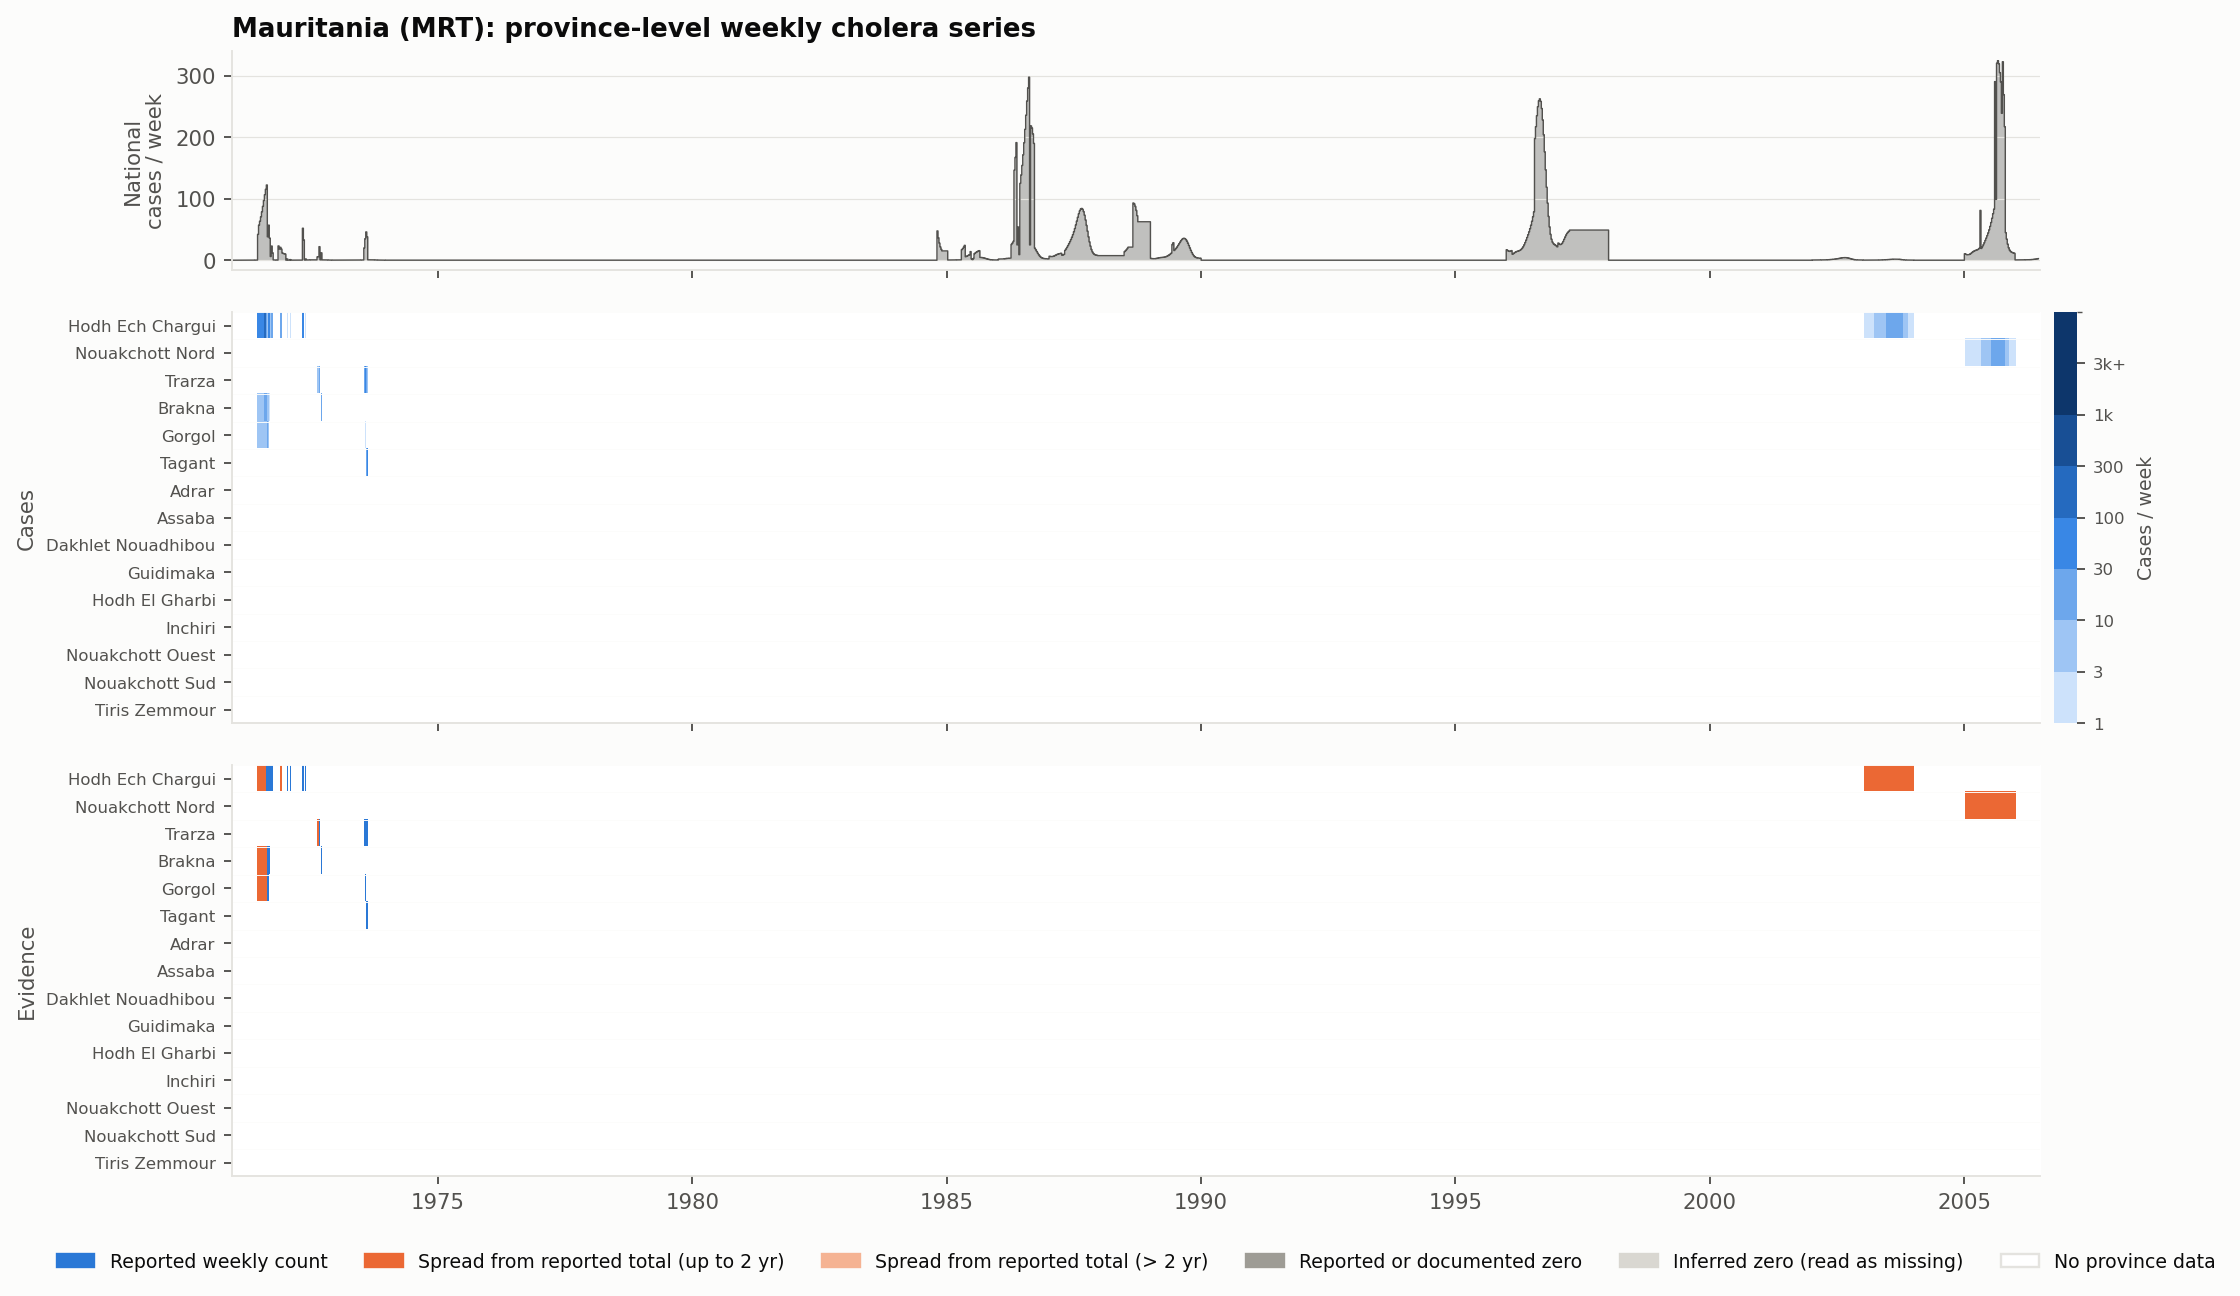 Mauritania (MRT): province-level weekly cholera series
National
cases / week
300
200
100
0
Cases
Hodh Ech Chargui
Nouakchott Nord
Trarza
Brakna
Gorgol
Tagant
Adrar
Assaba
Dakhlet Nouadhibou
Guidimaka
Hodh El Gharbi
Inchiri
Nouakchott Ouest
Nouakchott Sud
Tiris Zemmour
3k+
1k
300
100
30
10
3
1
Cases / week
Evidence
Hodh Ech Chargui
Nouakchott Nord
Trarza
Brakna
Gorgol
Tagant
Adrar
Assaba
Dakhlet Nouadhibou
Guidimaka
Hodh El Gharbi
Inchiri
Nouakchott Ouest
Nouakchott Sud
Tiris Zemmour
1975 1980 1985 1990 1995 2000 2005
Reported weekly count Spread from reported total (up to 2 yr) Spread from reported total (> 2 yr) Reported or documented zero Inferred zero (read as missing) No province data